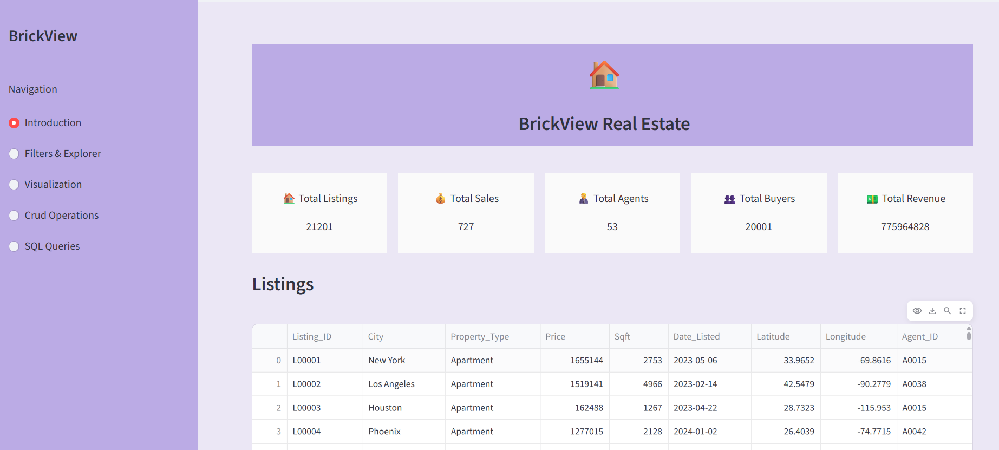 BrickView
Navigation
Introduction
Filters & Explorer
Visualization
Crud Operations
SQL Queries
BrickView Real Estate
Total Listings
21201
Total Sales
727
Total Agents
53
Total Buyers
20001
Total Revenue
775964828
Listings
Listing_ID City Property_Type Price Sqft Date_Listed Latitude Longitude Agent_ID
0 L00001 New York Apartment 1655144 2753 2023-05-06 33.9652 -69.8616 A0015
1 L00002 Los Angeles Apartment 1519141 4966 2023-02-14 42.5479 -90.2779 A0038
2 L00003 Houston Apartment 162488 1267 2023-04-22 28.7323 -115.953 A0015
3 L00004 Phoenix Apartment 1277015 2128 2024-01-02 26.4039 -74.7715 A0042